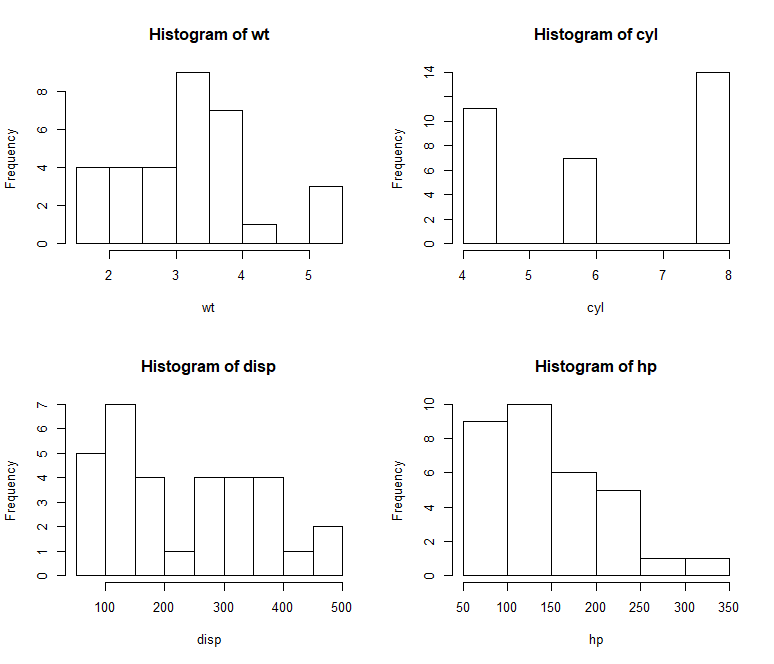 Histogram of wt
Frequency
0 2 4 6 8
2 3 4 5
wt
Histogram of cyl
Frequency
0 2 4 6 8 10 14
4 5 6 7 8
cyl
Histogram of disp
Frequency
0 1 2 3 4 5 6 7
100 200 300 400 500
disp
Histogram of hp
Frequency
0 2 4 6 8 10
50 100 150 200 250 300 350
hp